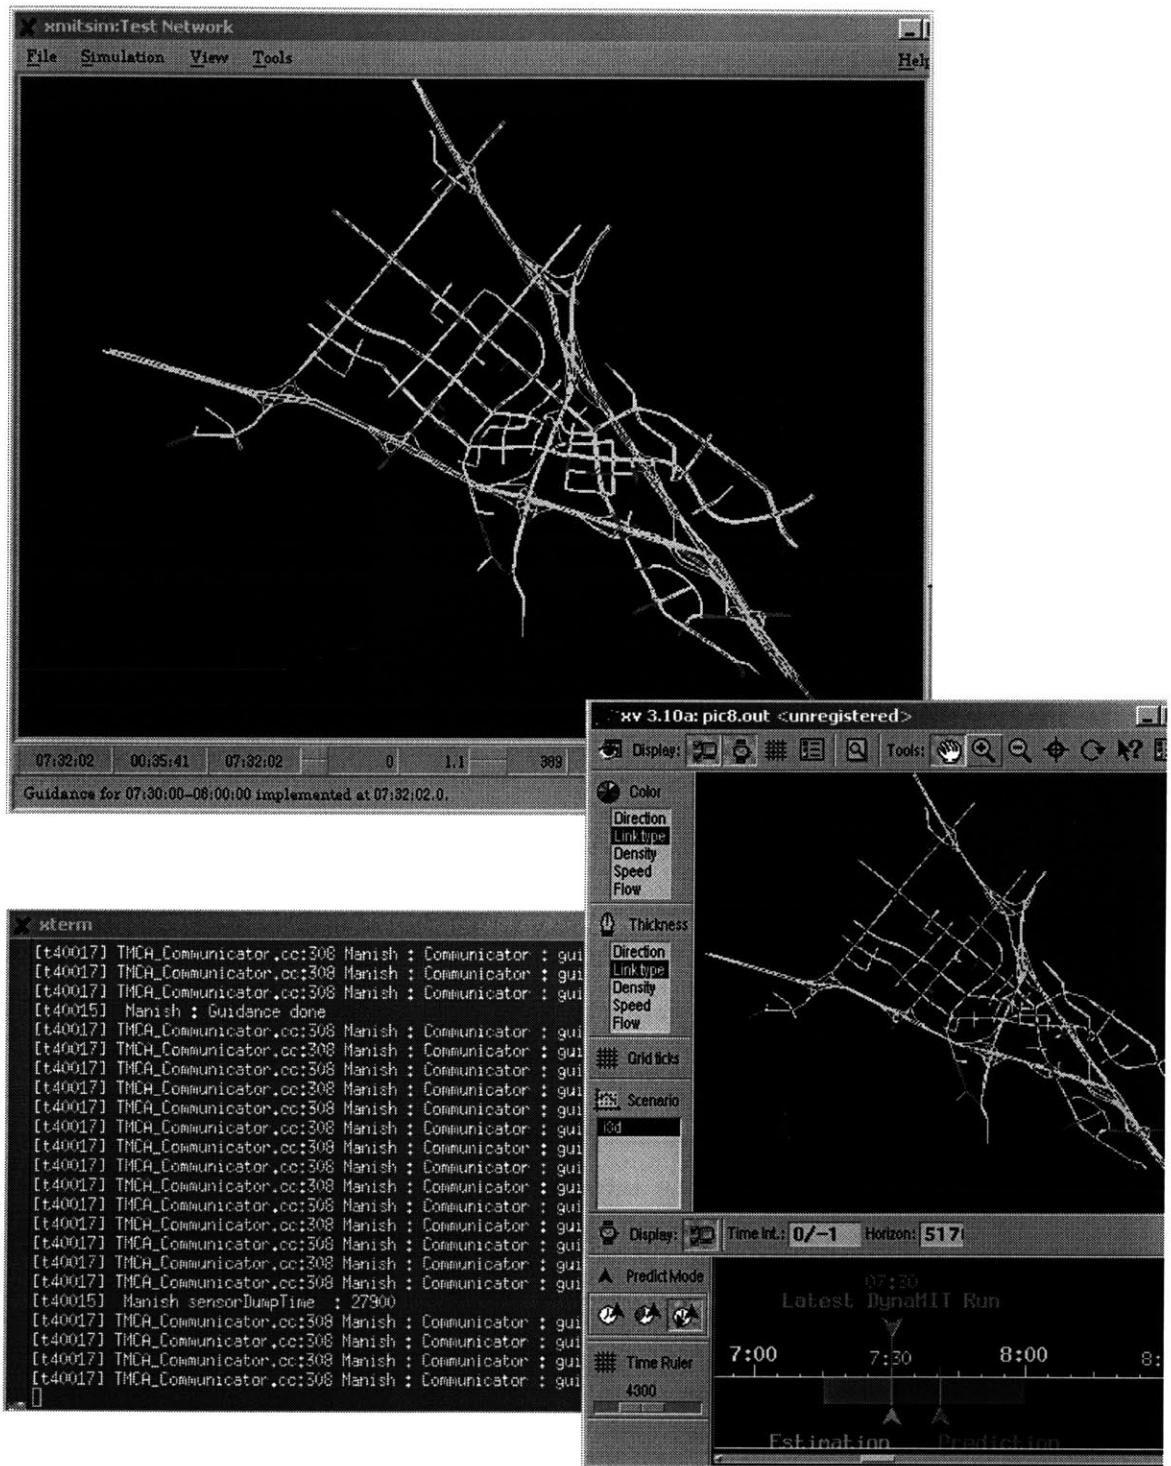 xmitsim:Test Network
File Simulation View Tools Help
07:32:02 00:35:41 07:32:02 0 1.1 389
Guidance for 07:30:00-08:00:00 implemented at 07:32:02.0.
xterm
[t40017] TMCA_Communicator.cc:308 Manish : Communicator : gui
[t40017] TMCA_Communicator.cc:308 Manish : Communicator : gui
[t40017] TMCA_Communicator.cc:308 Manish : Communicator : gui
[t40015] Manish : Guidance done
[t40017] TMCA_Communicator.cc:308 Manish : Communicator : gui
[t40017] TMCA_Communicator.cc:308 Manish : Communicator : gui
[t40017] TMCA_Communicator.cc:308 Manish : Communicator : gui
[t40017] TMCA_Communicator.cc:308 Manish : Communicator : gui
[t40017] TMCA_Communicator.cc:308 Manish : Communicator : gui
[t40017] TMCA_Communicator.cc:308 Manish : Communicator : gui
[t40017] TMCA_Communicator.cc:308 Manish : Communicator : gui
[t40017] TMCA_Communicator.cc:308 Manish : Communicator : gui
[t40017] TMCA_Communicator.cc:308 Manish : Communicator : gui
[t40017] TMCA_Communicator.cc:308 Manish : Communicator : gui
[t40017] TMCA_Communicator.cc:308 Manish : Communicator : gui
[t40017] TMCA_Communicator.cc:308 Manish : Communicator : gui
[t40017] TMCA_Communicator.cc:308 Manish : Communicator : gui
[t40017] TMCA_Communicator.cc:308 Manish : Communicator : gui
[t40015] Manish sensorDumpTime : 27900
[t40017] TMCA_Communicator.cc:308 Manish : Communicator : gui
[t40017] TMCA_Communicator.cc:308 Manish : Communicator : gui
[t40017] TMCA_Communicator.cc:308 Manish : Communicator : gui
[t40017] TMCA_Communicator.cc:308 Manish : Communicator : gui
xv 3.10a: pic8.out <unregistered>
Display: Tools:
Color
Direction
Linktype
Density
Speed
Flow
Thickness
Direction
Linktype
Density
Speed
Flow
Grid ticks
Scenario
Display: Time Int.: 0/-1 Horizon: 517
Predict Mode
07:30
Latest DynaMIT Run
Time Ruler
4300
7:00 7:30 8:00 8:
Estimation Prediction